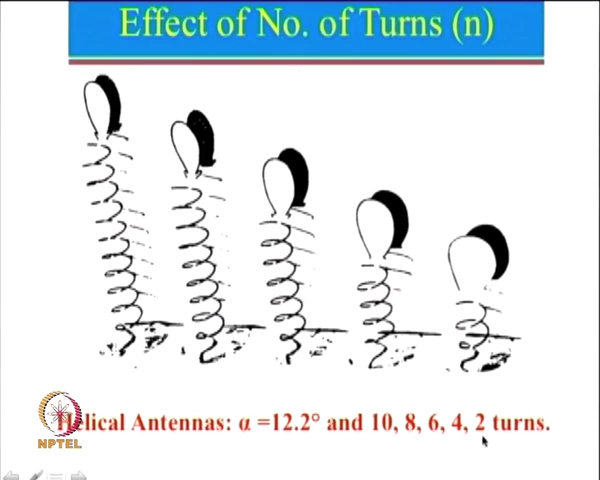 Effect of No. of Turns (n)
Helical Antennas: α =12.2° and 10, 8, 6, 4, 2 turns.
NPTEL